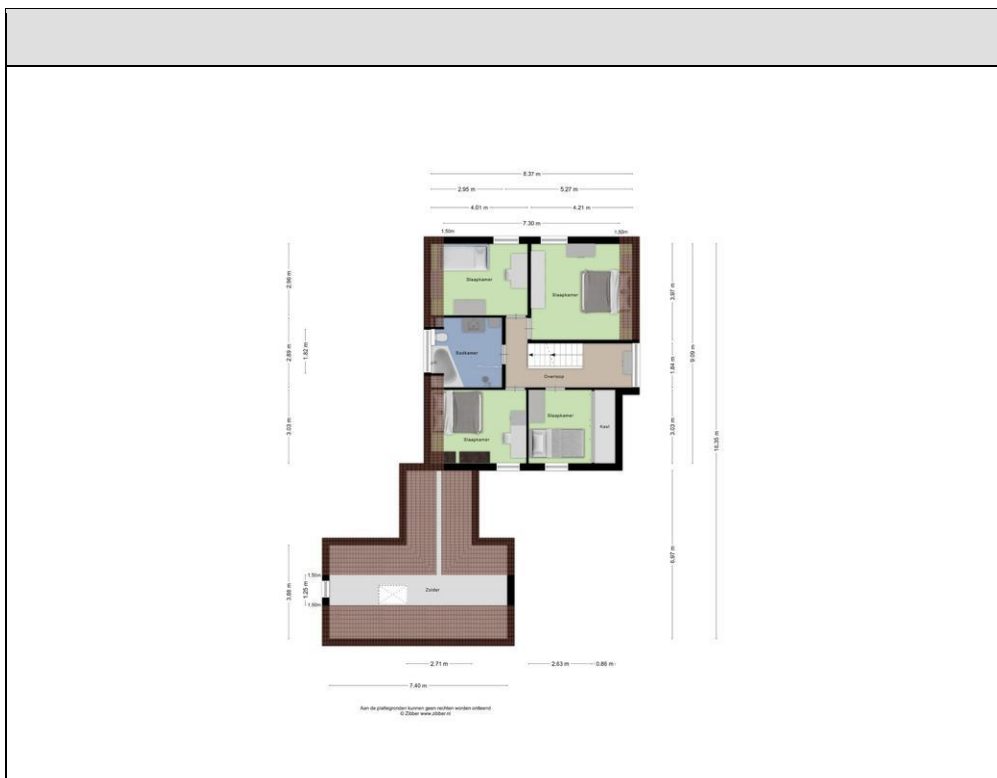 8.37 m
2.95 m 5.27 m
4.01 m 4.21 m
7.30 m
1.50m 1.50m
2.96 m
2.89 m
1.82 m
3.03 m
3.97 m
1.84 m
3.03 m
9.09 m
16.35 m
6.97 m
Slaapkamer
Slaapkamer
Badkamer
Overloop
Slaapkamer
Slaapkamer
Kast
3.88 m
1.25 m
1.50m
1.50m
Zolder
2.71 m 2.63 m 0.86 m
7.40 m
Aan de plattegronden kunnen geen rechten worden ontleend
© Zibber www.zibber.nl